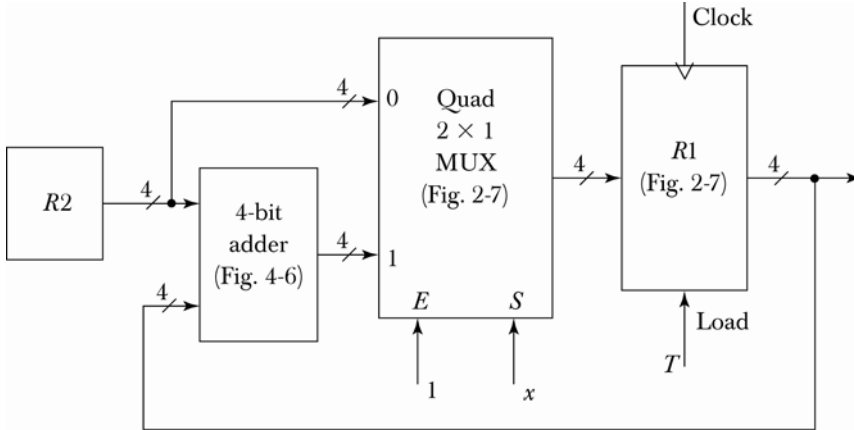 Clock
4
4
0
Quad
2 × 1
MUX
(Fig. 2-7)
4
R1
(Fig. 2-7)
4
R2
4
4-bit
adder
(Fig. 4-6)
4
1
4
E
S
Load
T
1
x